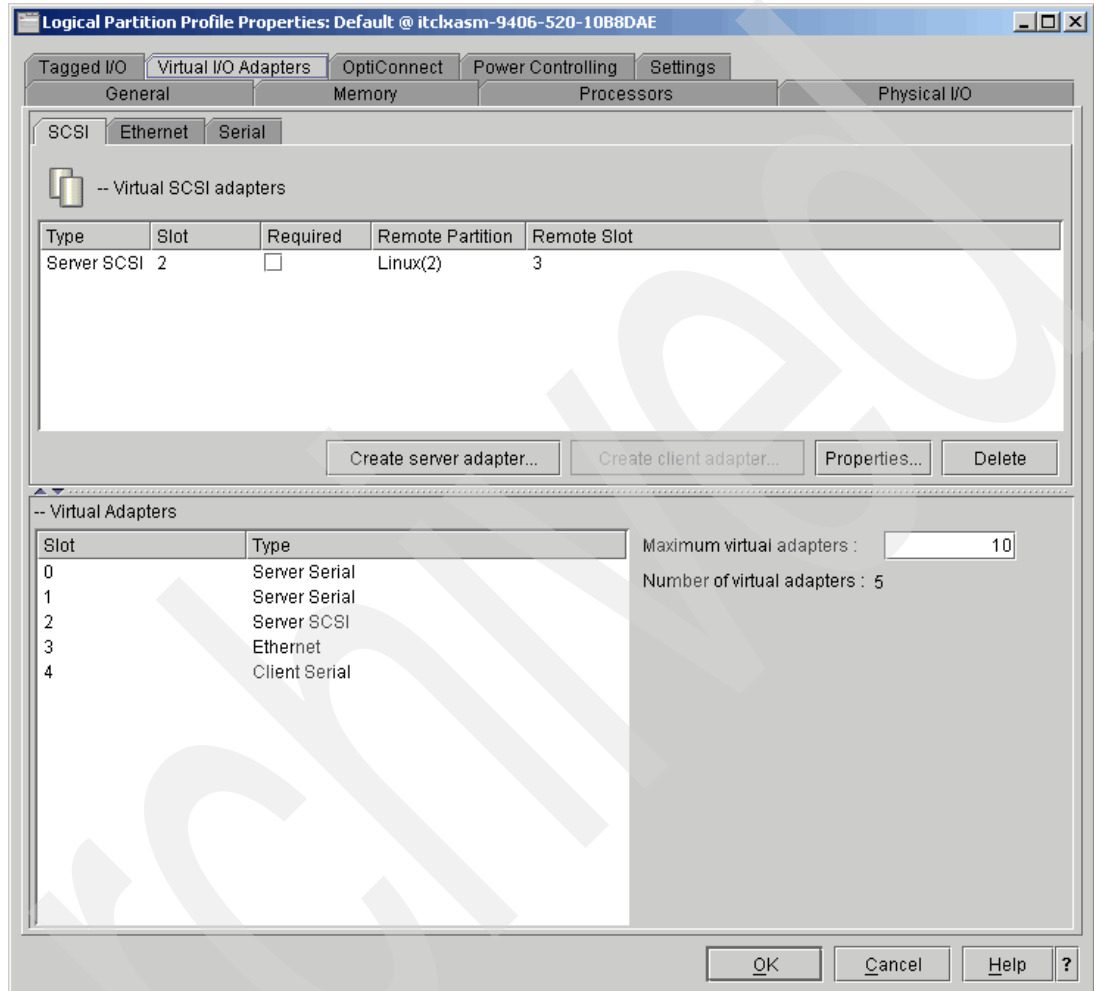 Logical Partition Profile Properties: Default @ itclxasm-9406-520-10B8DAE
Tagged I/O Virtual I/O Adapters OptiConnect Power Controlling Settings
General Memory Processors Physical I/O
SCSI Ethernet Serial
-- Virtual SCSI adapters
Type Slot Required Remote Partition Remote Slot
Server SCSI 2 Linux(2) 3
Create server adapter... Create client adapter... Properties... Delete
-- Virtual Adapters
Slot Type
0 Server Serial
1 Server Serial
2 Server SCSI
3 Ethernet
4 Client Serial
Maximum virtual adapters : 10
Number of virtual adapters : 5
OK Cancel Help ?